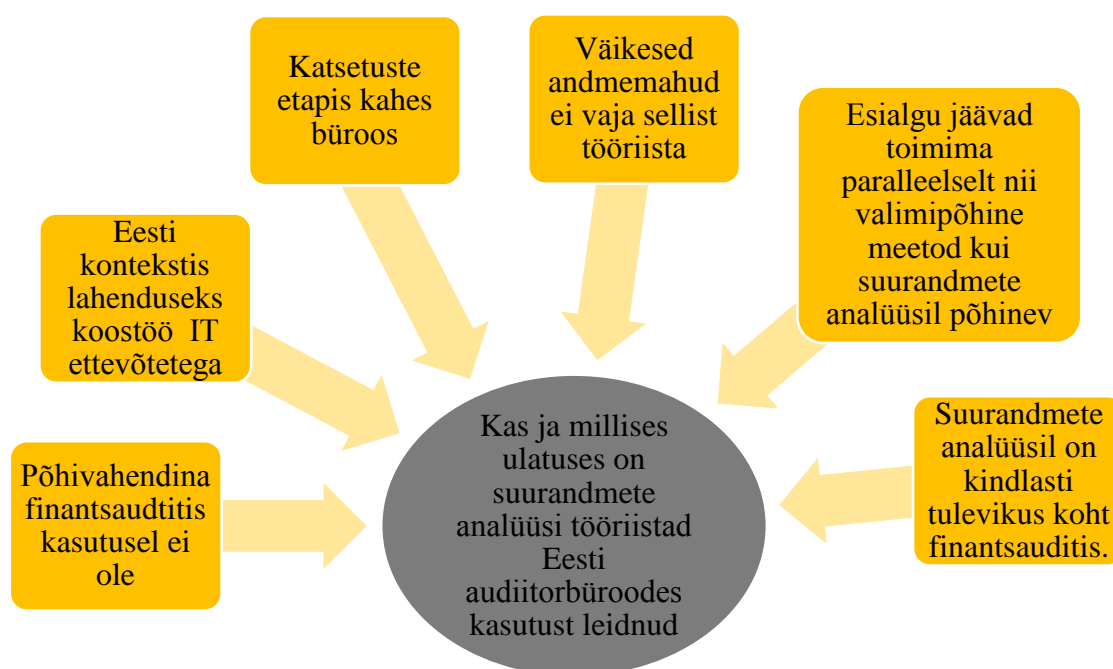 Katsetuste
etapis kahes
büroos
Väikesed
andmemahud
ei vaja sellist
tööriista
Esialgu jäävad
toimima
paralleelselt nii
valimipõhine
meetod kui
suurandmete
analüüsil põhinev
Eesti
kontekstis
lahenduseks
koostöö IT
ettevõtetega
Põhivahendina
finantsaudtitis
kasutusel ei
ole
Kas ja millises
ulatuses on
suurandmete
analüüsi tööriistad
Eesti
audiitorbüroodes
kasutust leidnud
Suurandmete
analüüsil on
kindlasti
tulevikus koht
finantsauditis.